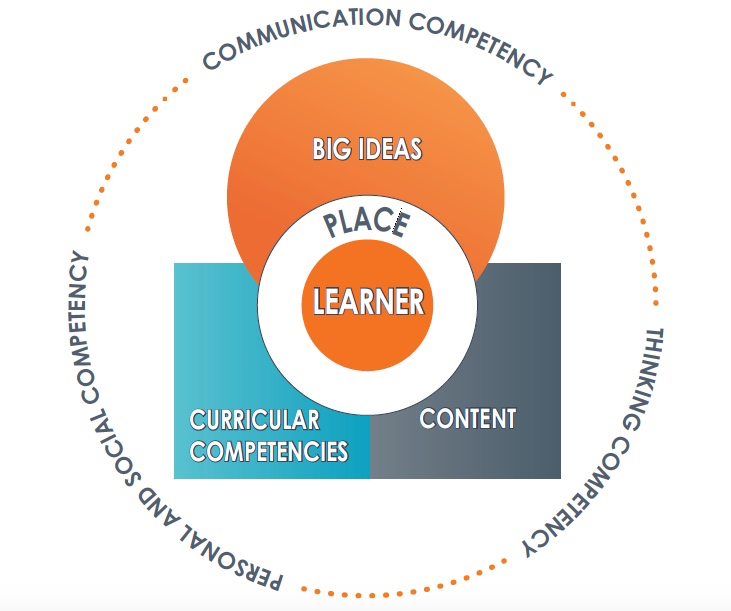 COMMUNICATION COMPETENCY
BIG IDEAS
PLACE
LEARNER
CURRICULAR
COMPETENCIES
CONTENT
THINKING COMPETENCY
PERSONAL AND SOCIAL COMPETENCY